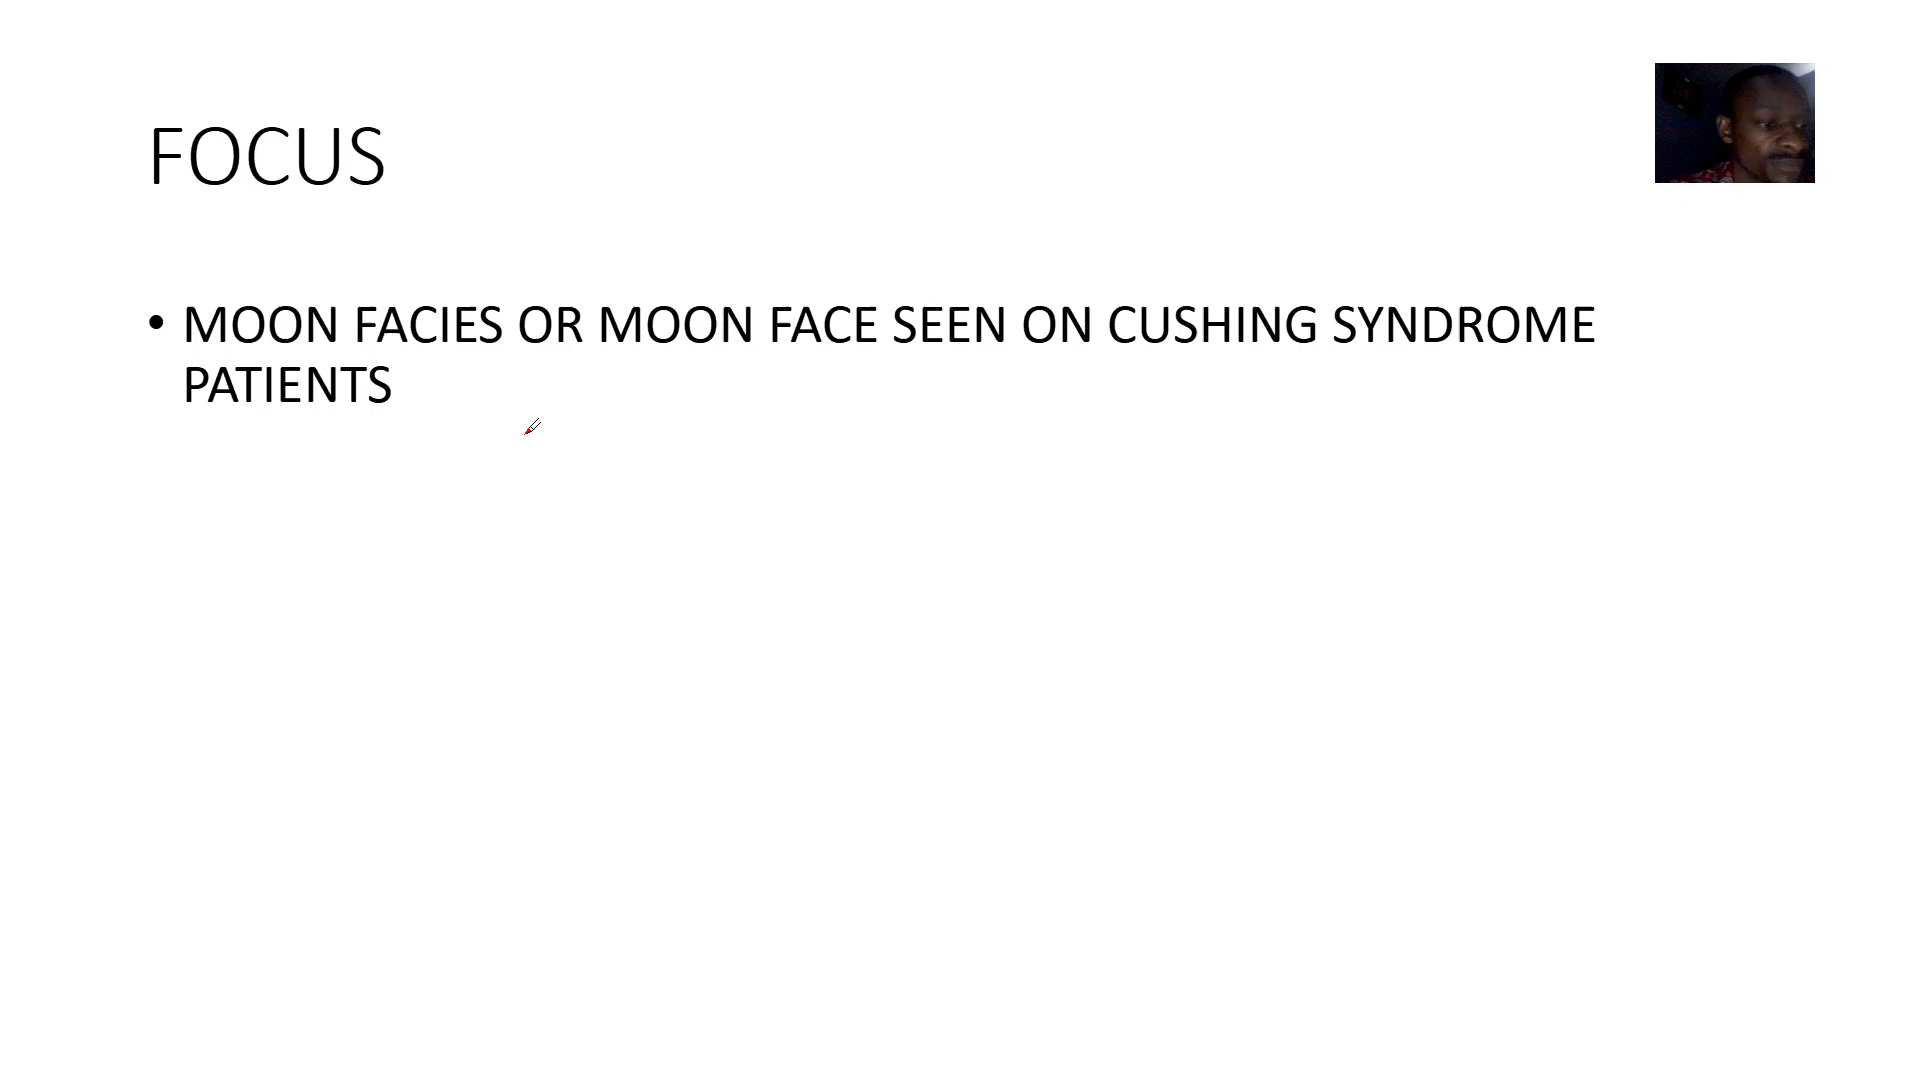 FOCUS
• MOON FACIES OR MOON FACE SEEN ON CUSHING SYNDROME
PATIENTS